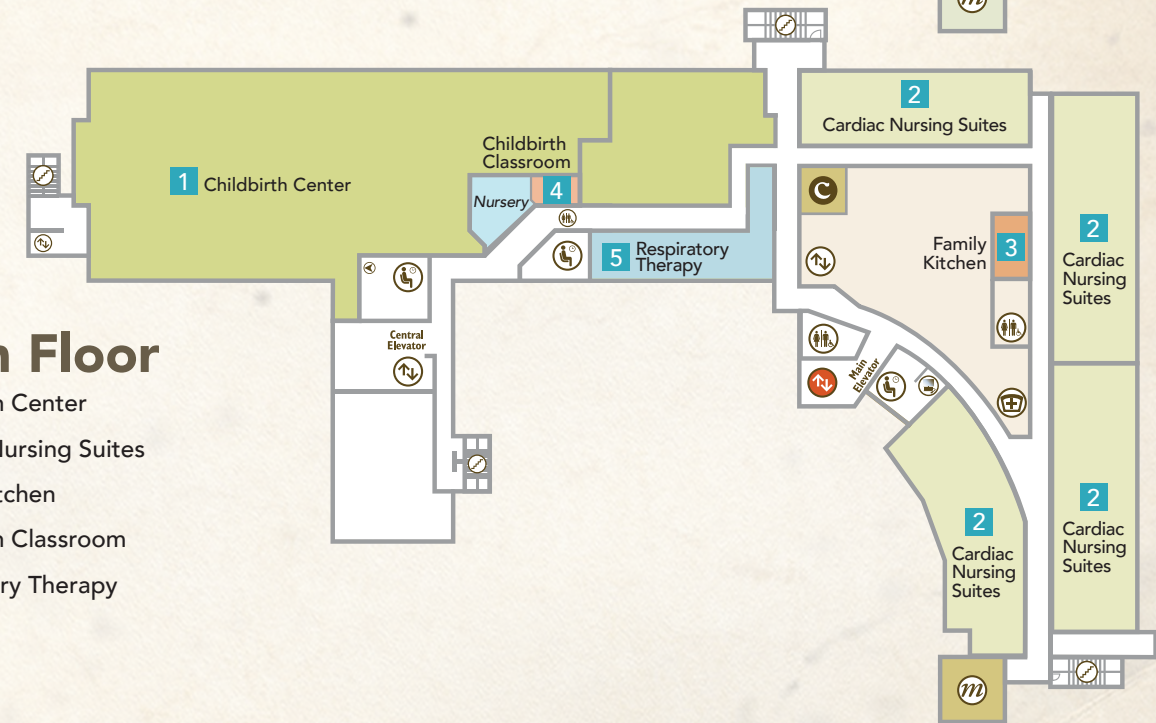 m
2
Cardiac Nursing Suites
Childbirth
Classroom
1 Childbirth Center
Nursery
4
C
2
Cardiac
Nursing
Suites
5 Respiratory
Therapy
Family
Kitchen
3
Central
Elevator
Main
Elevator
Floor
Center
Nursing Suites
Classroom
Therapy
2
Cardiac
Nursing
Suites
2
Cardiac
Nursing
Suites
m